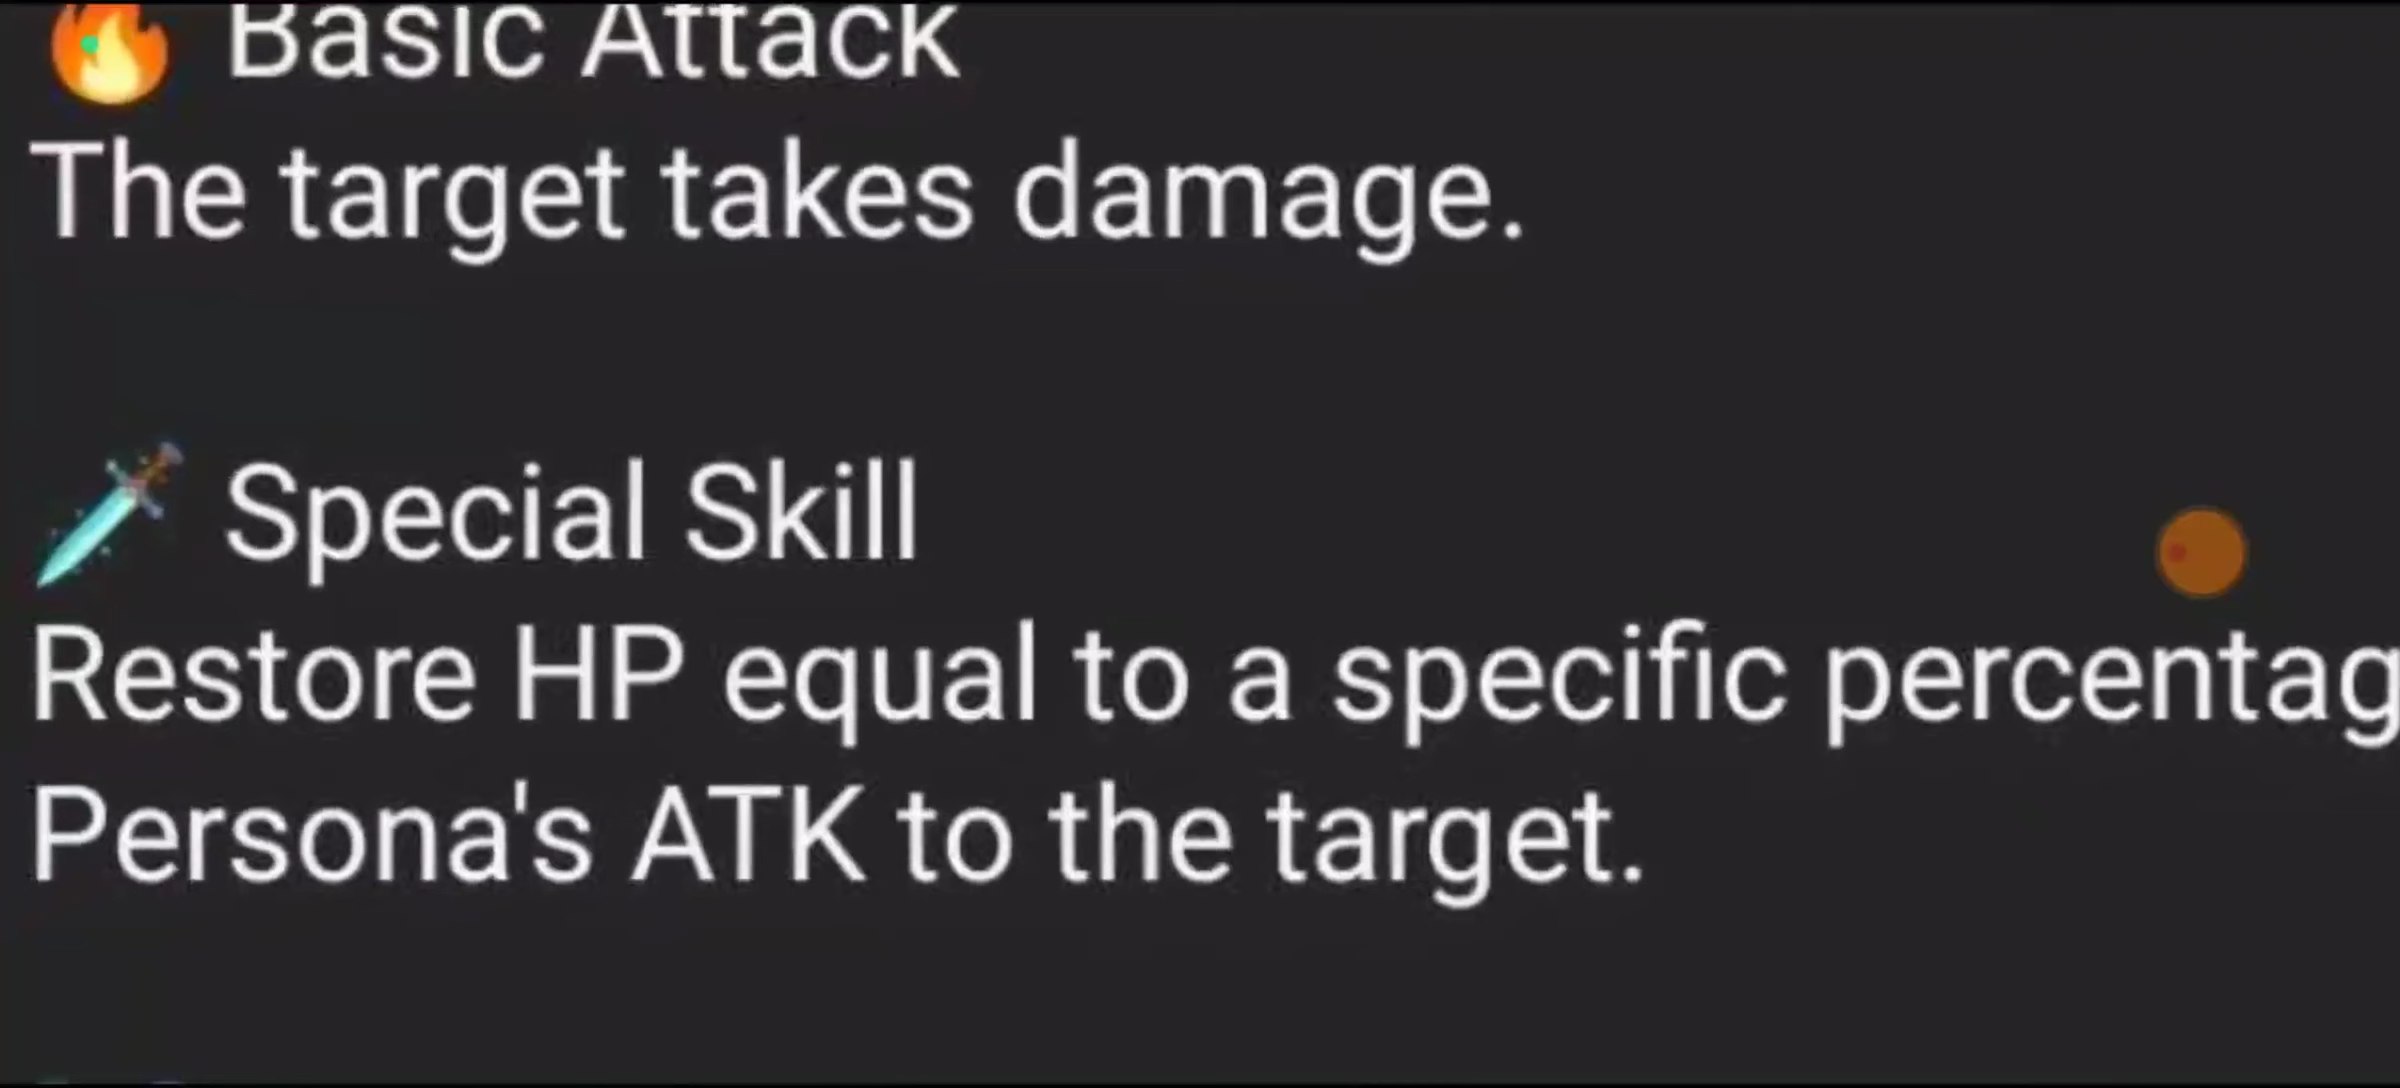 🔥 Basic Attack
The target takes damage.
🗡️ Special Skill
Restore HP equal to a specific percentag
Persona's ATK to the target.